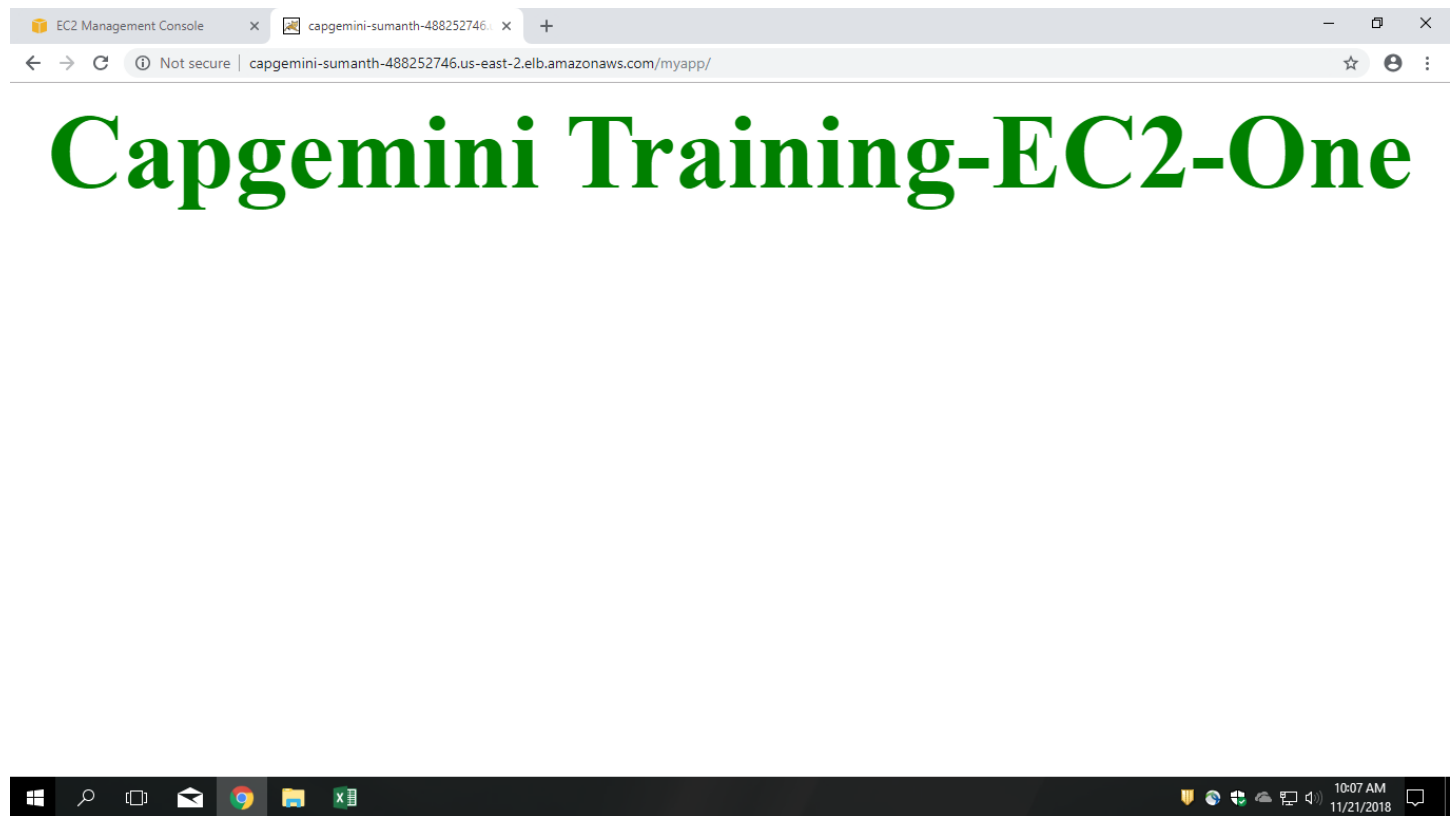 EC2 Management Console
capgemini-sumanth-488252746.
Not secure | capgemini-sumanth-488252746.us-east-2.elb.amazonaws.com/myapp/
Capgemini Training-EC2-One
10:07 AM
11/21/2018